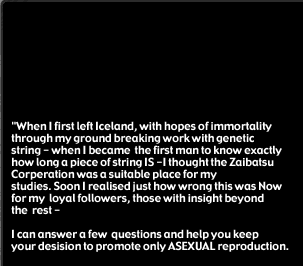 "When I first left Iceland, with hopes of immortality
through my ground breaking work with genetic
string - when I became the first man to know exactly
how long a piece of string IS -I thought the Zaibatsu
Corperation was a suitable place for my
studies. Soon I realised just how wrong this was Now
for my loyal followers, those with insight beyond
the rest -
I can answer a few questions and help you keep
your desision to promote only ASEXUAL reproduction.